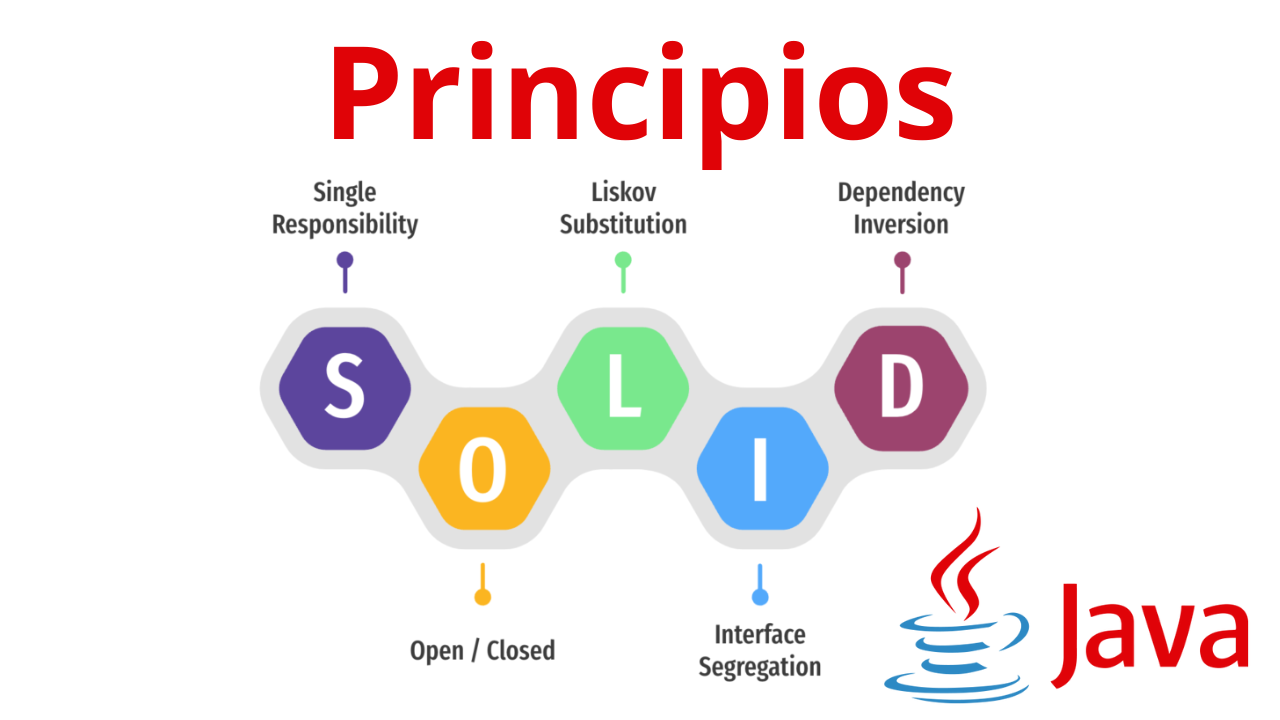 Principios
Single
Responsibility
Liskov
Substitution
Dependency
Inversion
S
O
L
I
D
Open / Closed
Interface
Segregation
Java